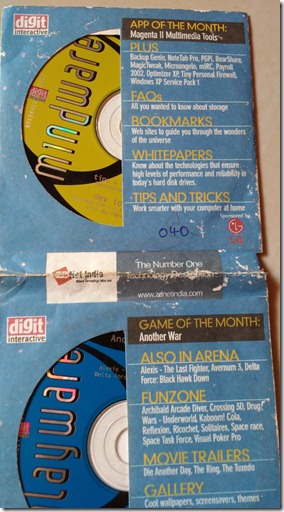 digit
interactive
mindware
APP OF THE MONTH:
Magenta II Multimedia Tools
PLUS
Backup Genie, NoteTab Pro, PGPi, BearShare,
MagicTweak, Microangelo, mIRC, Payroll
2002, Optimizer XP, Tiny Personal Firewall,
Windows XP Service Pack 1
FAQs
All you wanted to know about storage
BOOKMARKS
Web sites to guide you through the wonders
of the universe
WHITEPAPERS
Know about the technologies that ensure
high levels of performance and reliability in
today's hard disk drives.
TIPS AND TRICKS
Work smarter with your computer at home
Sponsored by
LG
040
Net India
The Number One
Technology
www.zdnetindia.com
digit
interactive
layware
GAME OF THE MONTH:
Another War
ALSO IN ARENA
Alexis - The Last Fighter, Avernum 3, Delta
Force: Black Hawk Down
FUNZONE
Archibald Arcade Diver, Crossing 3D, Drug
Wars - Underworld, Kaboom! Cola,
Reflexion, Ricochet, Solitaires, Space race,
Space Task Force, Visual Poker Pro
MOVIE TRAILERS
Die Another Day, The Ring, The Tuxedo
GALLERY
Cool wallpapers, screensavers, themes